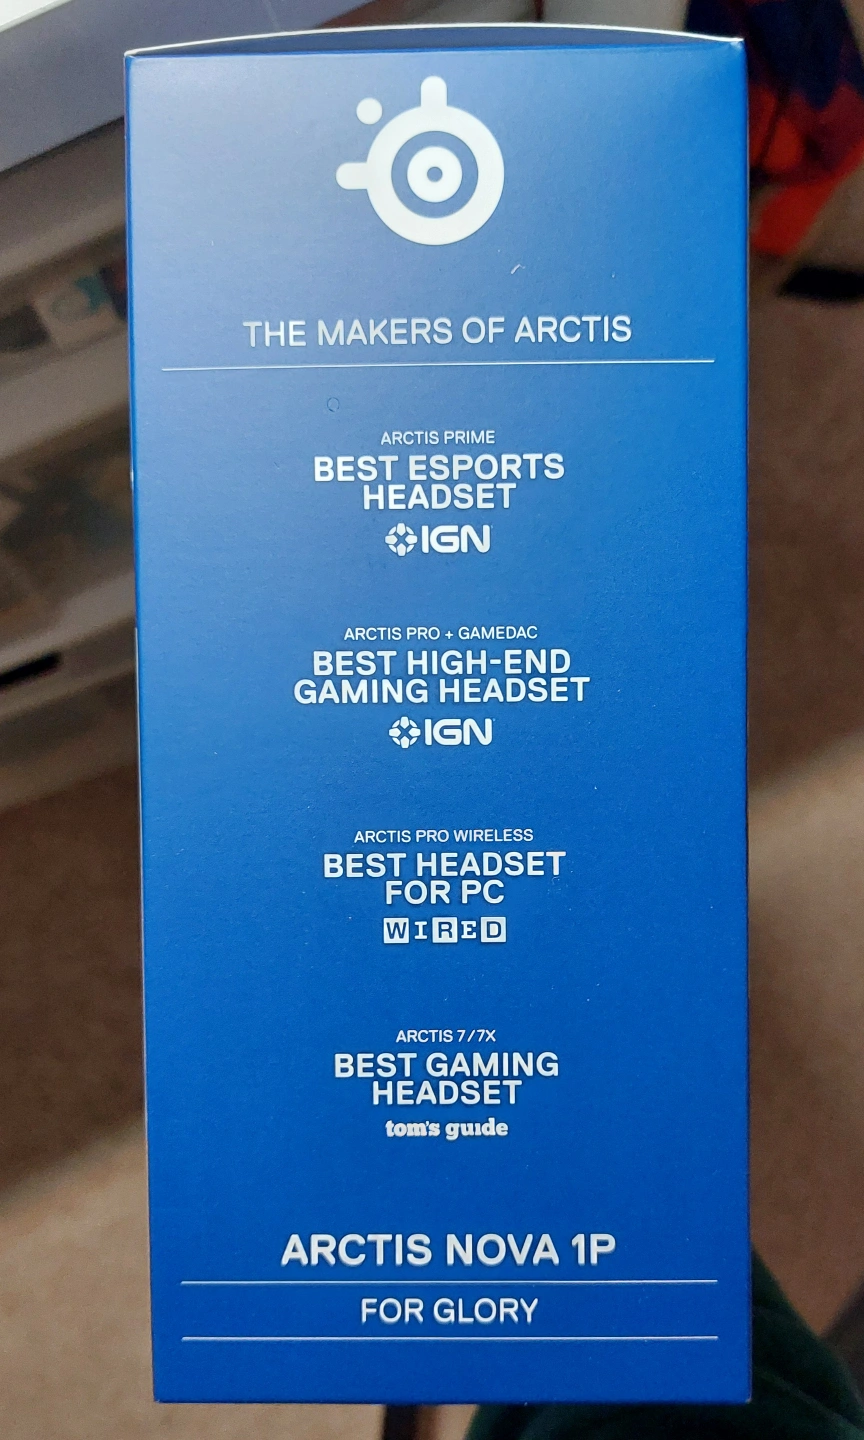 THE MAKERS OF ARCTIS
ARCTIS PRIME
BEST ESPORTS
HEADSET
IGN
ARCTIS PRO + GAMEDAC
BEST HIGH-END
GAMING HEADSET
IGN
ARCTIS PRO WIRELESS
BEST HEADSET
FOR PC
WIRED
ARCTIS 7/7X
BEST GAMING
HEADSET
tom's guide
ARCTIS NOVA 1P
FOR GLORY